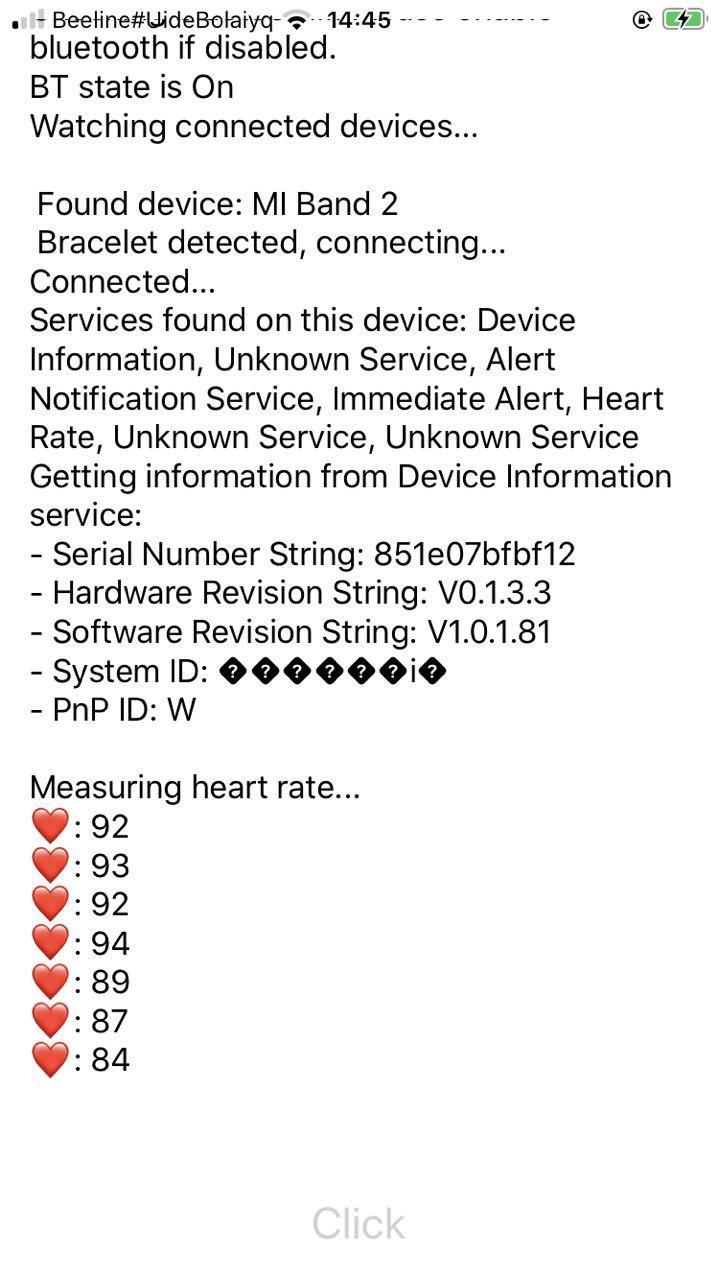 Beeline#UideBolaiyq 14:45
bluetooth if disabled.
BT state is On
Watching connected devices...
Found device: MI Band 2
Bracelet detected, connecting...
Connected...
Services found on this device: Device
Information, Unknown Service, Alert
Notification Service, Immediate Alert, Heart
Rate, Unknown Service, Unknown Service
Getting information from Device Information
service:
- Serial Number String: 851e07bfbf12
- Hardware Revision String: V0.1.3.3
- Software Revision String: V1.0.1.81
- System ID: ������i�
- PnP ID: W
Measuring heart rate...
❤️: 92
❤️: 93
❤️: 92
❤️: 94
❤️: 89
❤️: 87
❤️: 84
Click